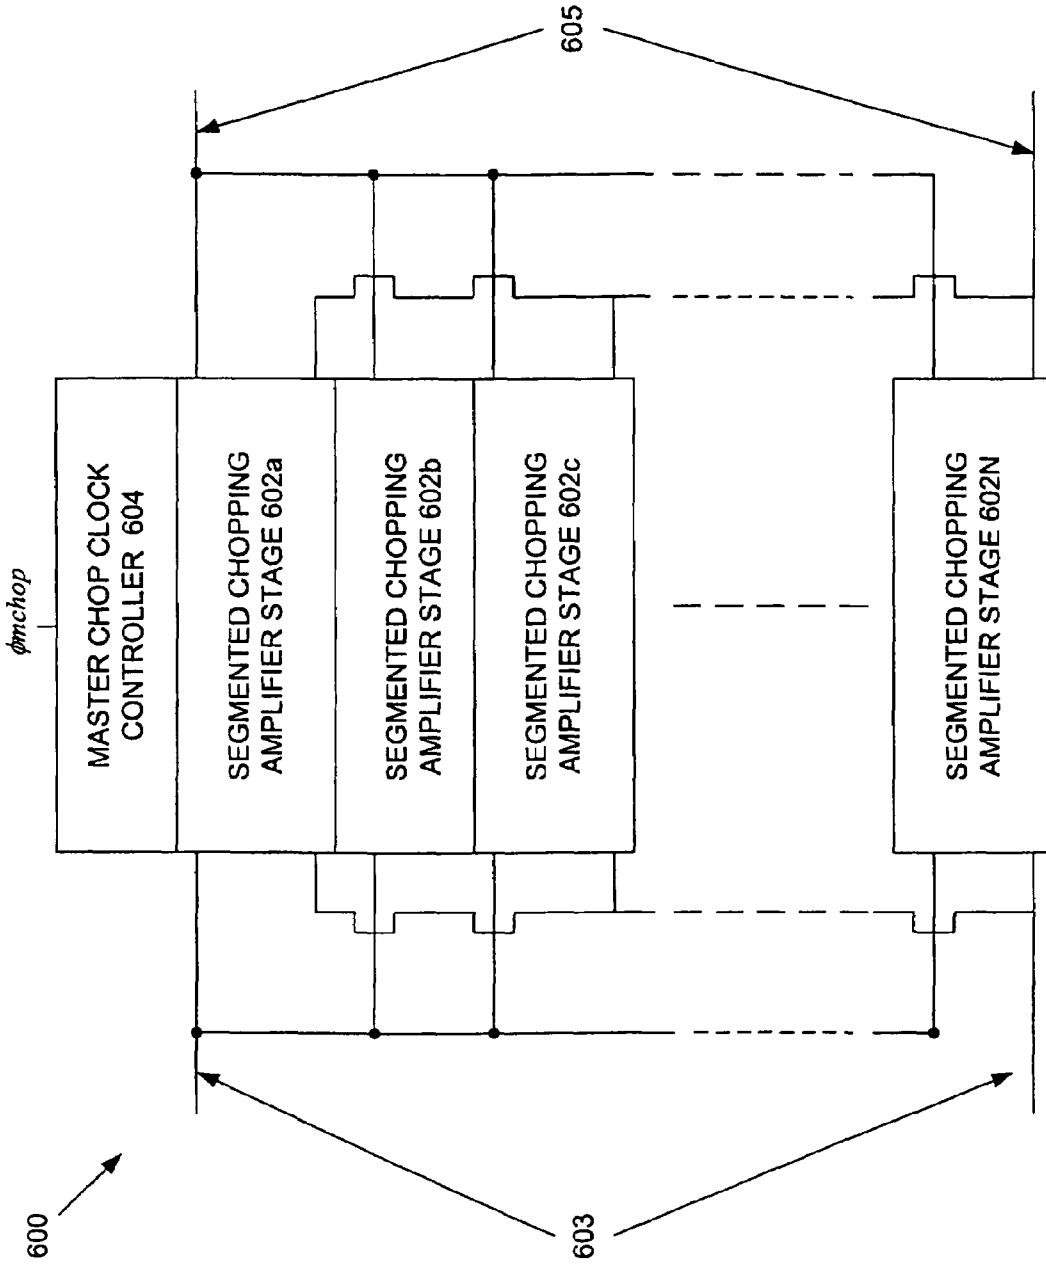 ϕmchop
MASTER CHOP CLOCK
CONTROLLER 604
SEGMENTED CHOPPING
AMPLIFIER STAGE 602a
SEGMENTED CHOPPING
AMPLIFIER STAGE 602b
SEGMENTED CHOPPING
AMPLIFIER STAGE 602c
SEGMENTED CHOPPING
AMPLIFIER STAGE 602N
600
603
605